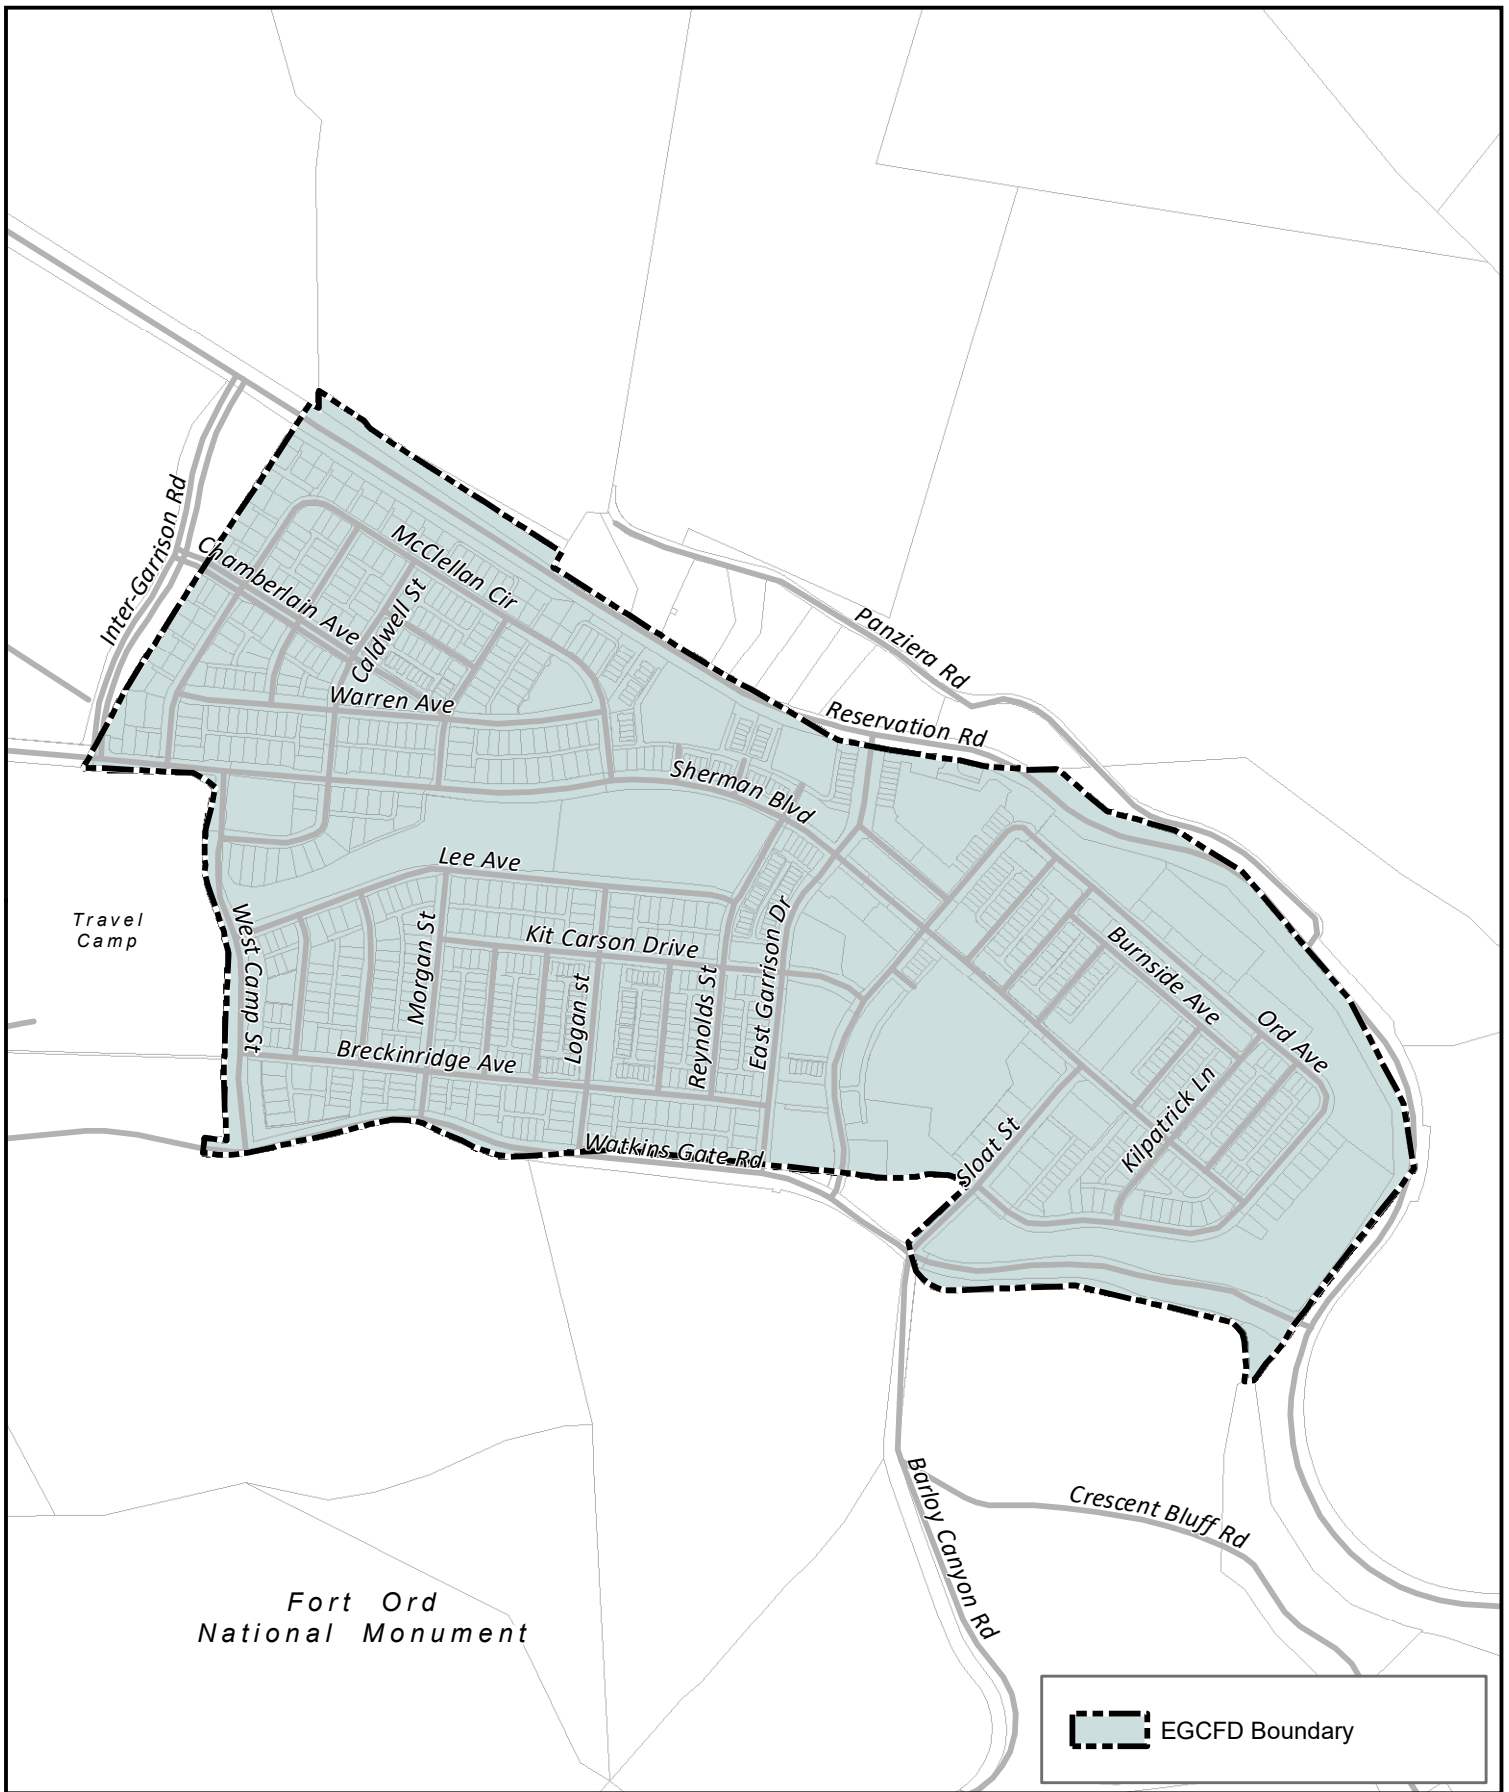 Inter-Garrison Rd
Chamberlain Ave
McClellan Cir
Caldwell St
Warren Ave
Panziera Rd
Reservation Rd
Sherman Blvd
Lee Ave
Travel
Camp
West Camp St
Morgan St
Kit Carson Drive
Logan st
Reynolds St
East Garrison Dr
Breckinridge Ave
Burnside Ave
Ord Ave
Kilpatrick Ln
Sloat St
Watkins Gate Rd
Barloy Canyon Rd
Crescent Bluff Rd
Fort Ord
National Monument
EGCFD Boundary